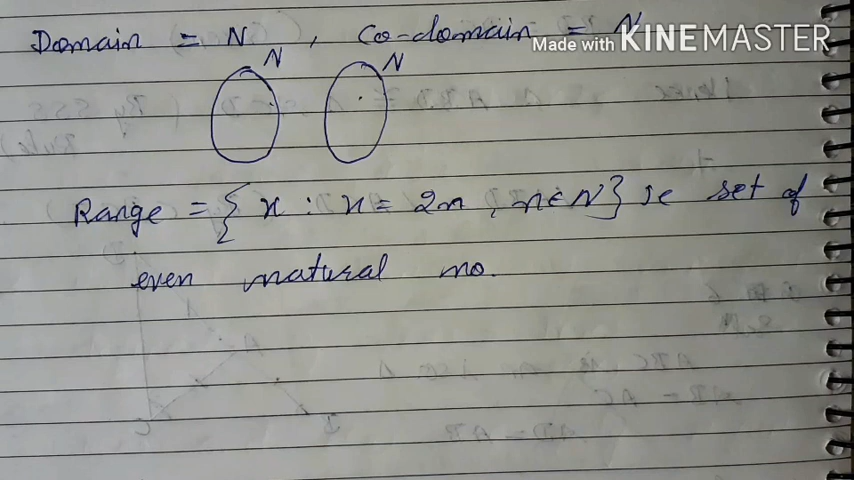 Domain = N , Co-domain = N
Made with KINEMASTER
N N
Range = { x : x = 2n , n ∈ N } ie set of
even natural no.